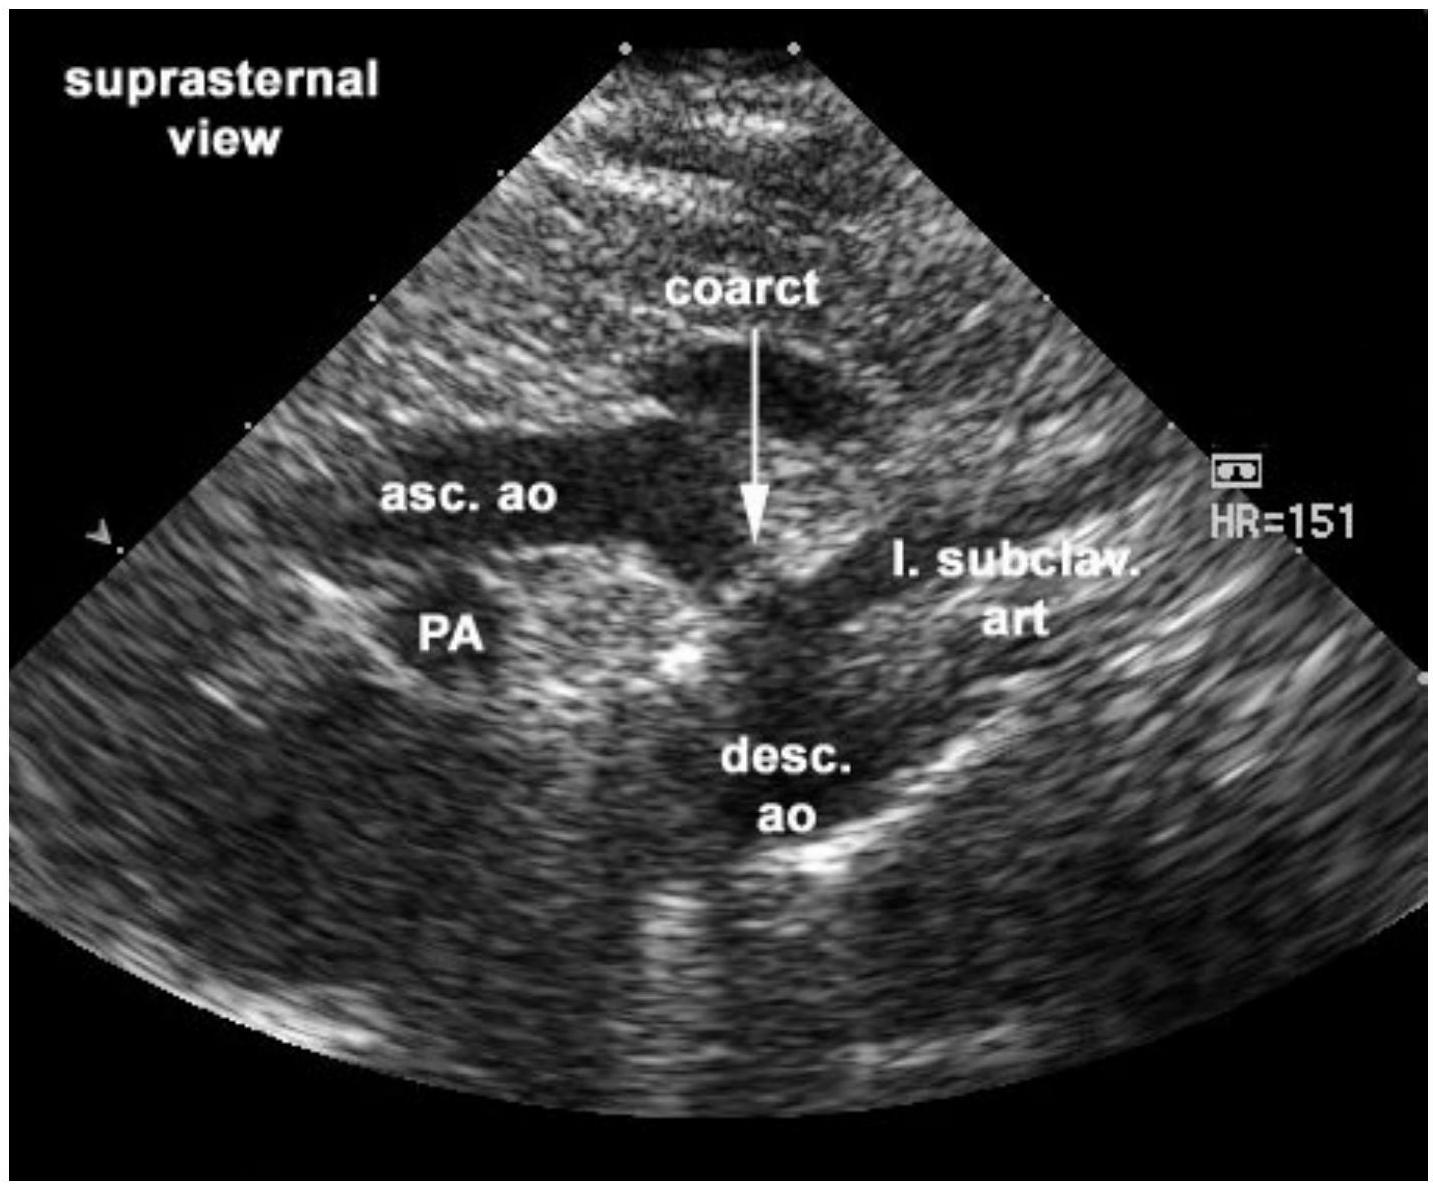 suprasternal
view
coarct
asc. ao
HR=151
l. subclav.
art
PA
desc.
ao